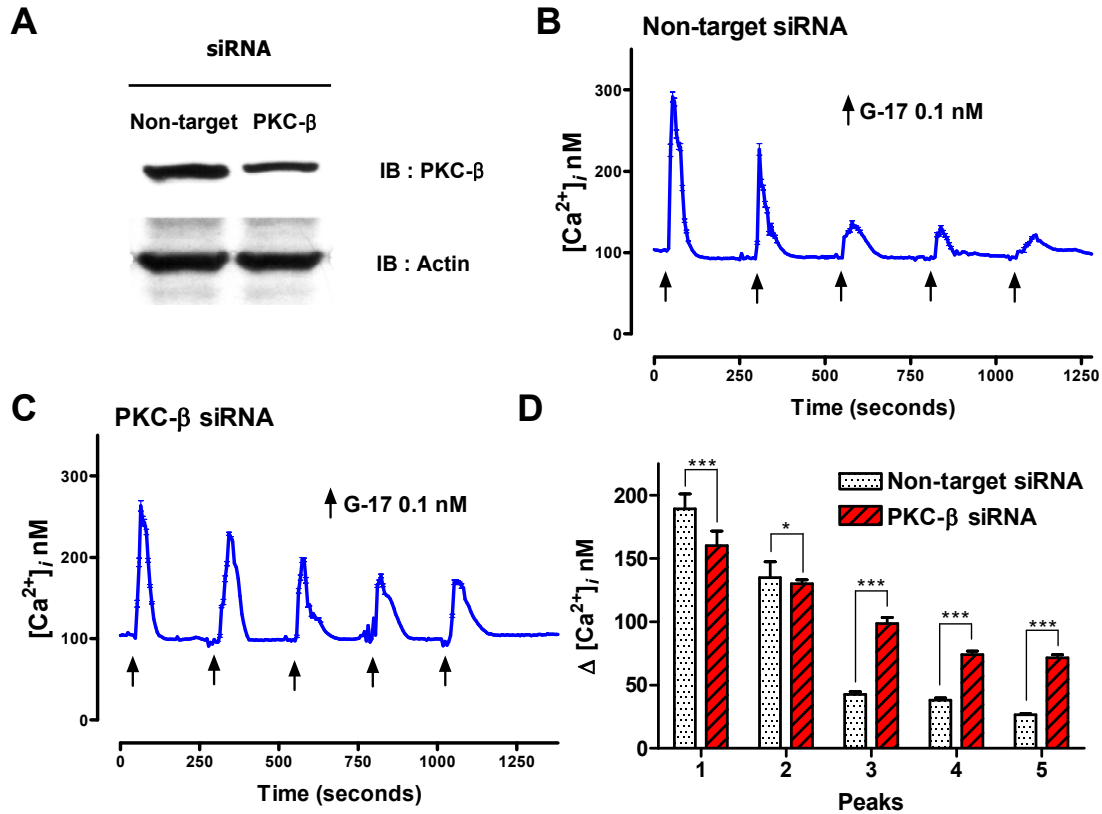 A
siRNA
Non-target PKC-β
IB : PKC-β
IB : Actin
B
Non-target siRNA
G-17 0.1 nM
[Ca2+]i nM
300
200
100
0
0 250 500 750 1000 1250
Time (seconds)
C
PKC-β siRNA
G-17 0.1 nM
[Ca2+]i nM
300
200
100
0
0 250 500 750 1000 1250
Time (seconds)
D
Non-target siRNA
PKC-β siRNA
Δ [Ca2+]i nM
200
150
100
50
0
***
*
***
***
***
1 2 3 4 5
Peaks